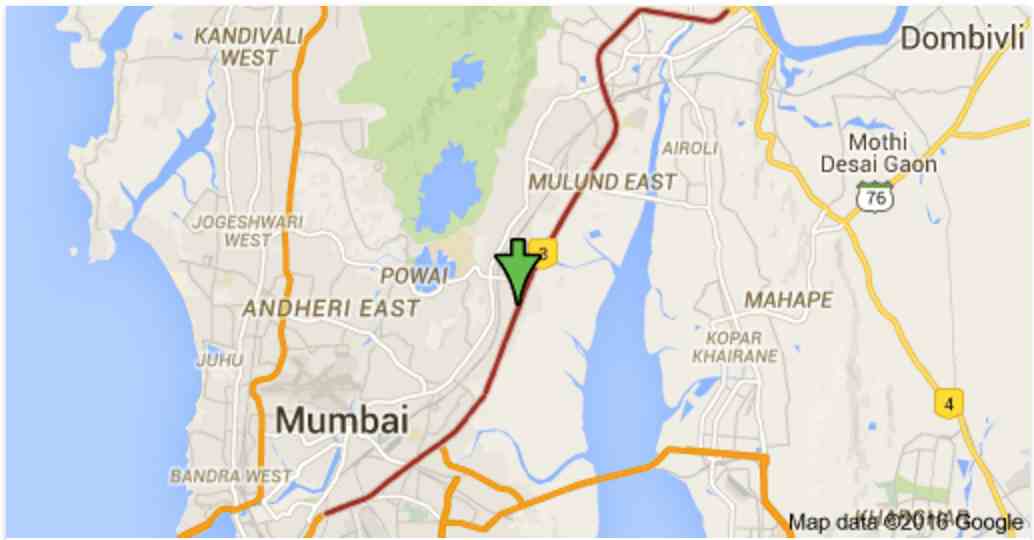 KANDIVALI
WEST
Dombivli
Mothi
Desai Gaon
AIROLI
76
MULUND EAST
JOGESHWARI
WEST
3
POWAI
ANDHERI EAST
MAHAPE
KOPAR
KHAIRANE
JUHU
4
Mumbai
BANDRA WEST
KHARGHAR
Map data ©2016 Google